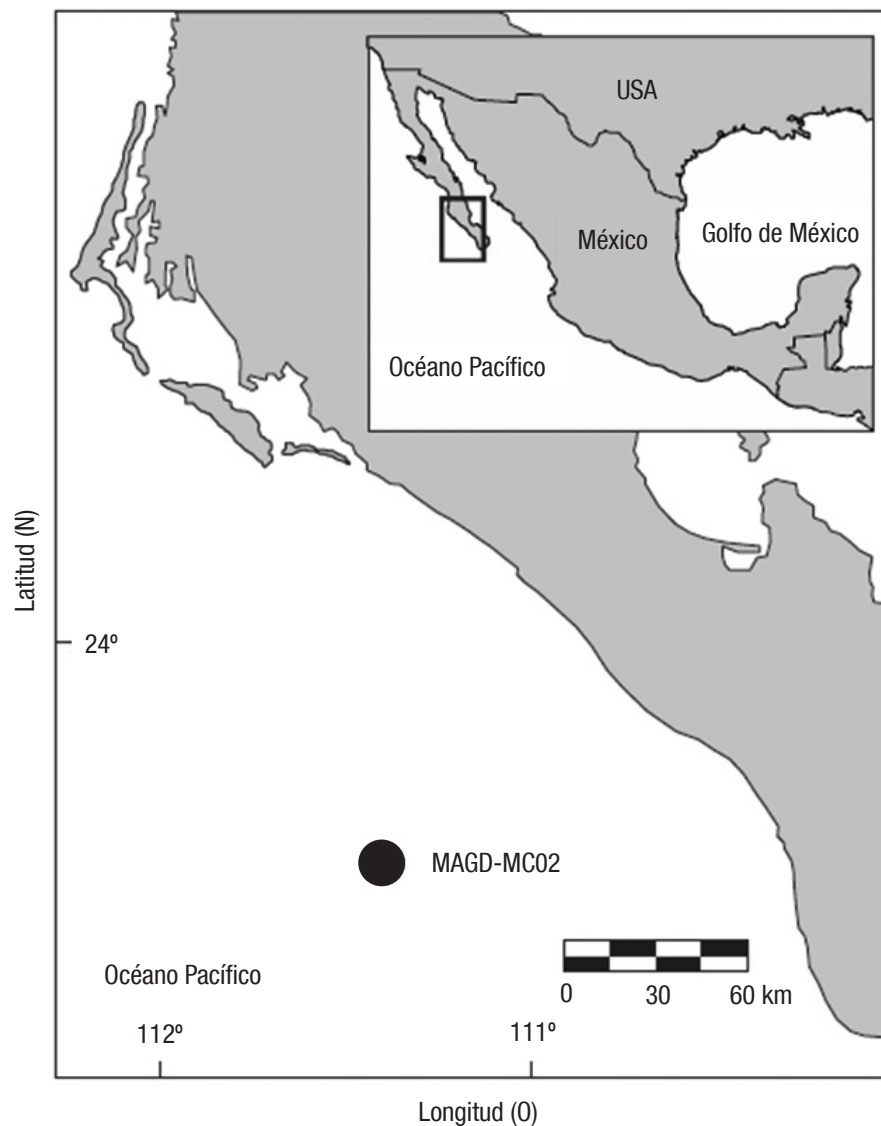 USA
México
Golfo de México
Océano Pacífico
Latitud (N)
24º
MAGD-MC02
Océano Pacífico
0 30 60 km
112º 111º
Longitud (O)